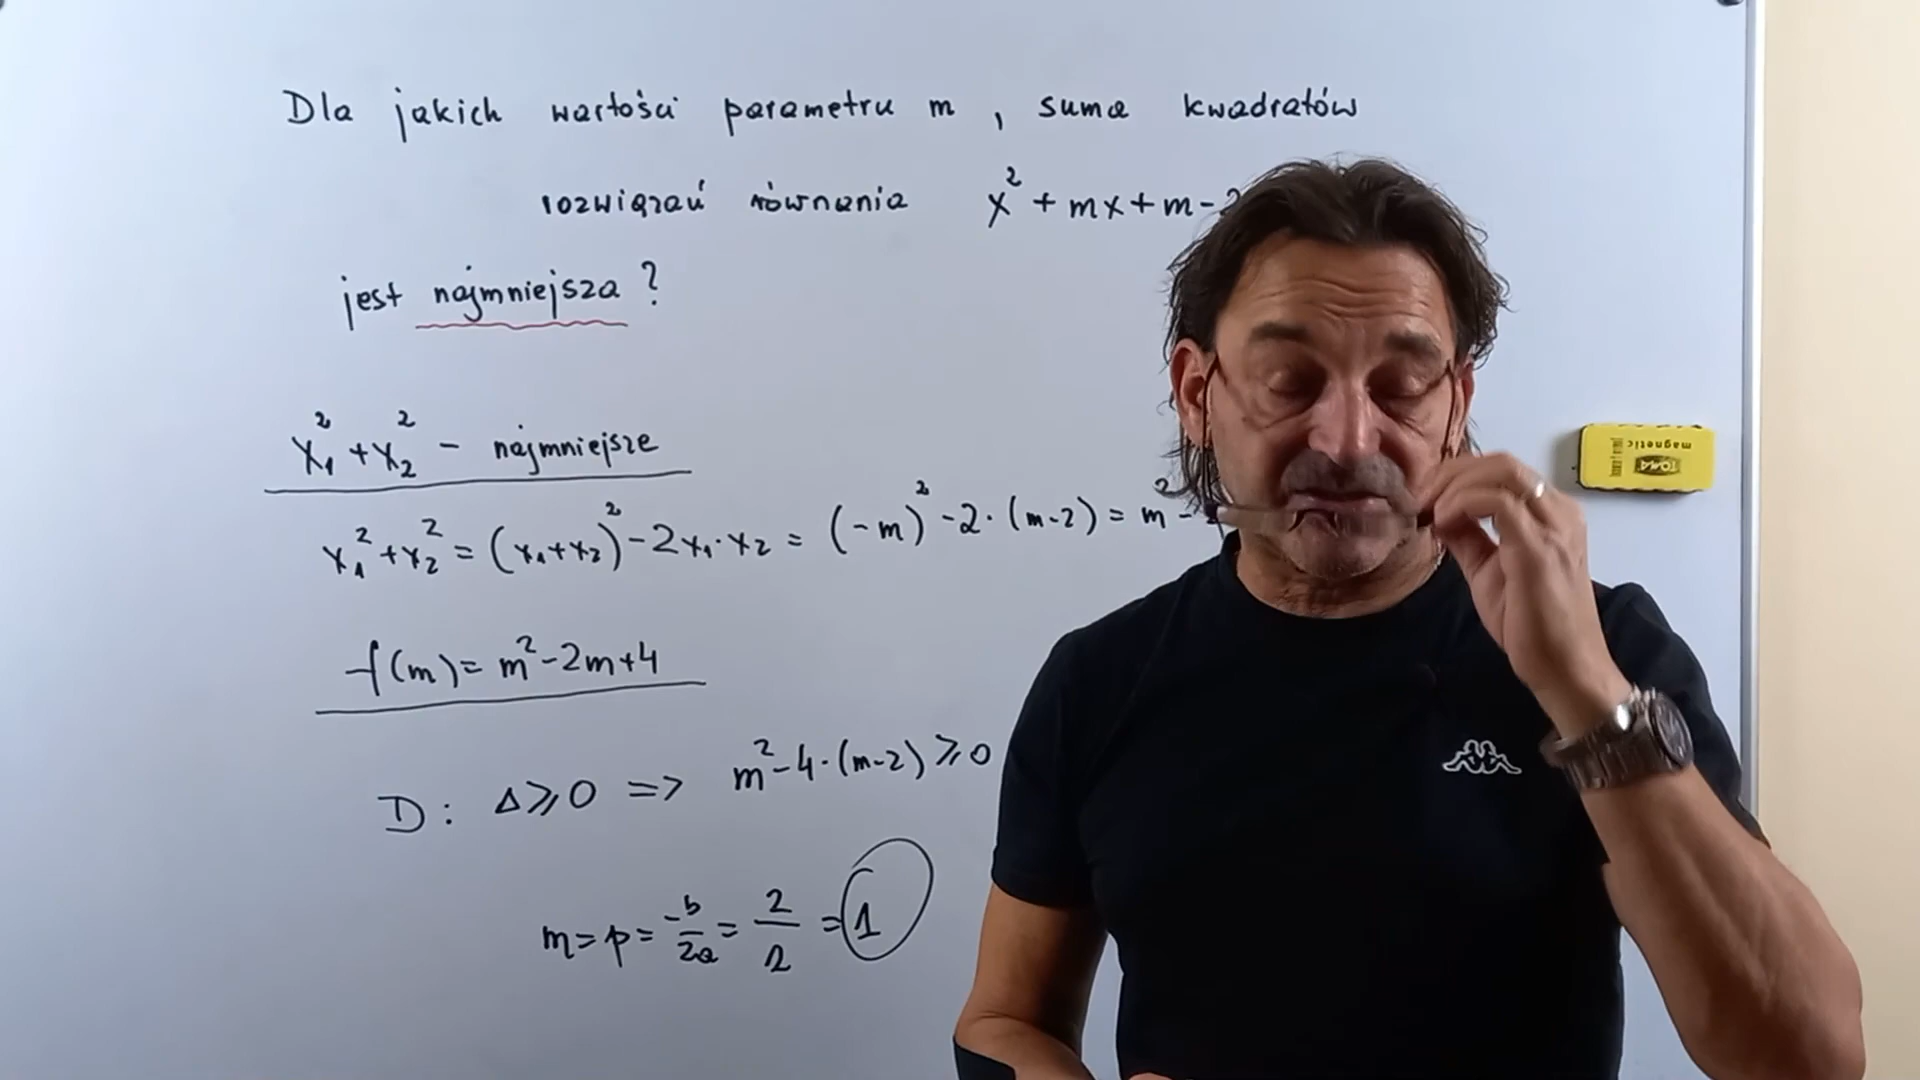 Dla jakich wartości parametru m , suma kwadratów
rozwiązań równania x² + mx + m -
jest najmniejsza ?
x₁² + x₂² – najmniejsze
x₁² + x₂² = (x₁+x₂)² - 2x₁·x₂ = (-m)² - 2·(m-2) = m² -
f(m) = m² - 2m + 4
D : Δ ⩾ 0 => m² - 4·(m-2) ⩾ 0
m = p = -b/2a = 2/2 = 1
magnetic
TOMA